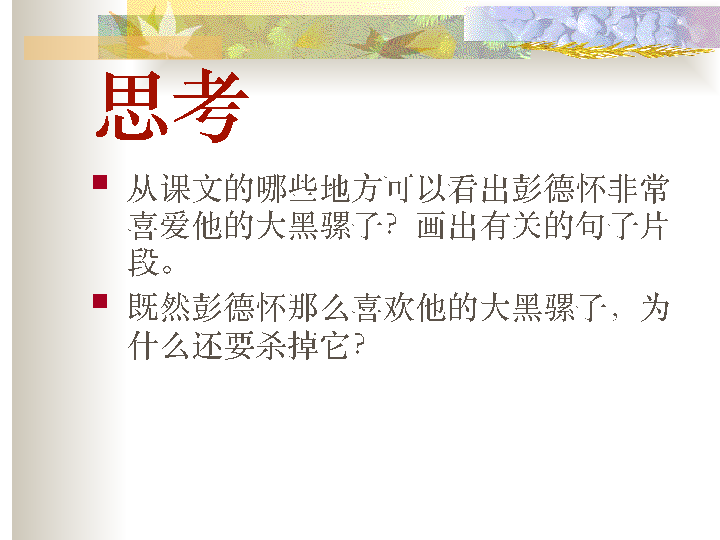 思考
从课文的哪些地方可以看出彭德怀非常
喜爱他的大黑骡子？画出有关的句子片
段。
既然彭德怀那么喜欢他的大黑骡子，为
什么还要杀掉它？